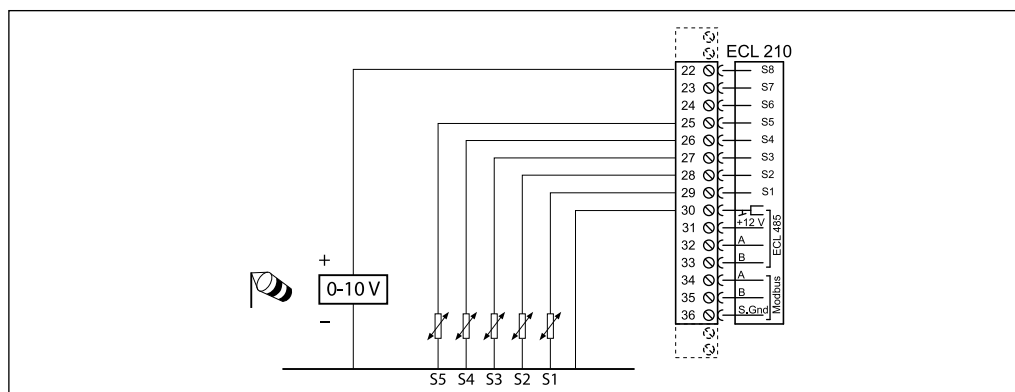 ECL 210
22 S8
23 S7
24 S6
25 S5
26 S4
27 S3
28 S2
29 S1
30
31 +12 V
32 A
33 B
ECL 485
34 A
35 B
36 S.Gnd
Modbus
+
0-10 V
–
S5 S4 S3 S2 S1